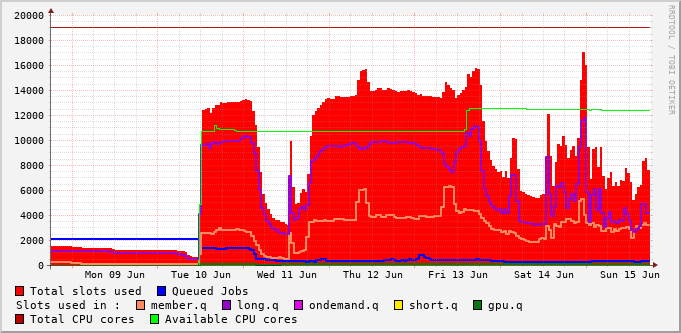 RRDTOOL / TOBI OETIKER
20000
18000
16000
14000
12000
10000
8000
6000
4000
2000
0
Mon 09 Jun Tue 10 Jun Wed 11 Jun Thu 12 Jun Fri 13 Jun Sat 14 Jun Sun 15 Jun
Total slots used Queued Jobs
Slots used in : member.q long.q ondemand.q short.q gpu.q
Total CPU cores Available CPU cores